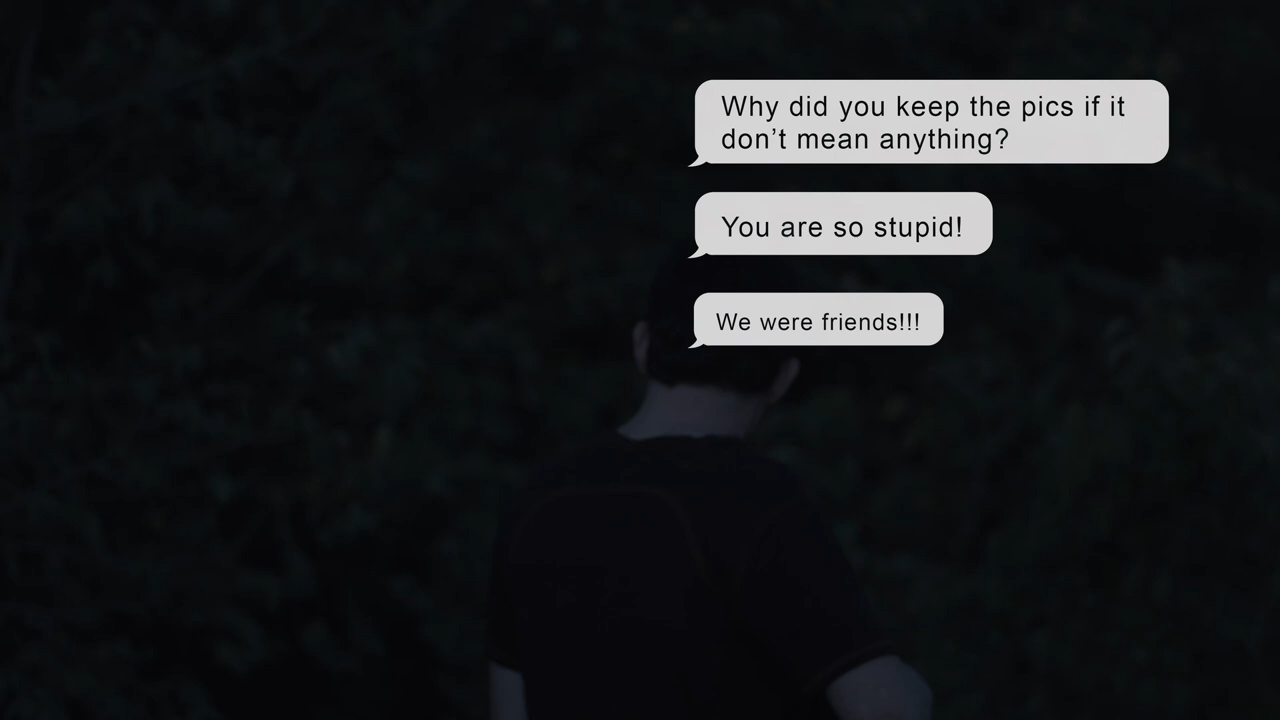 Why did you keep the pics if it
don’t mean anything?
You are so stupid!
We were friends!!!